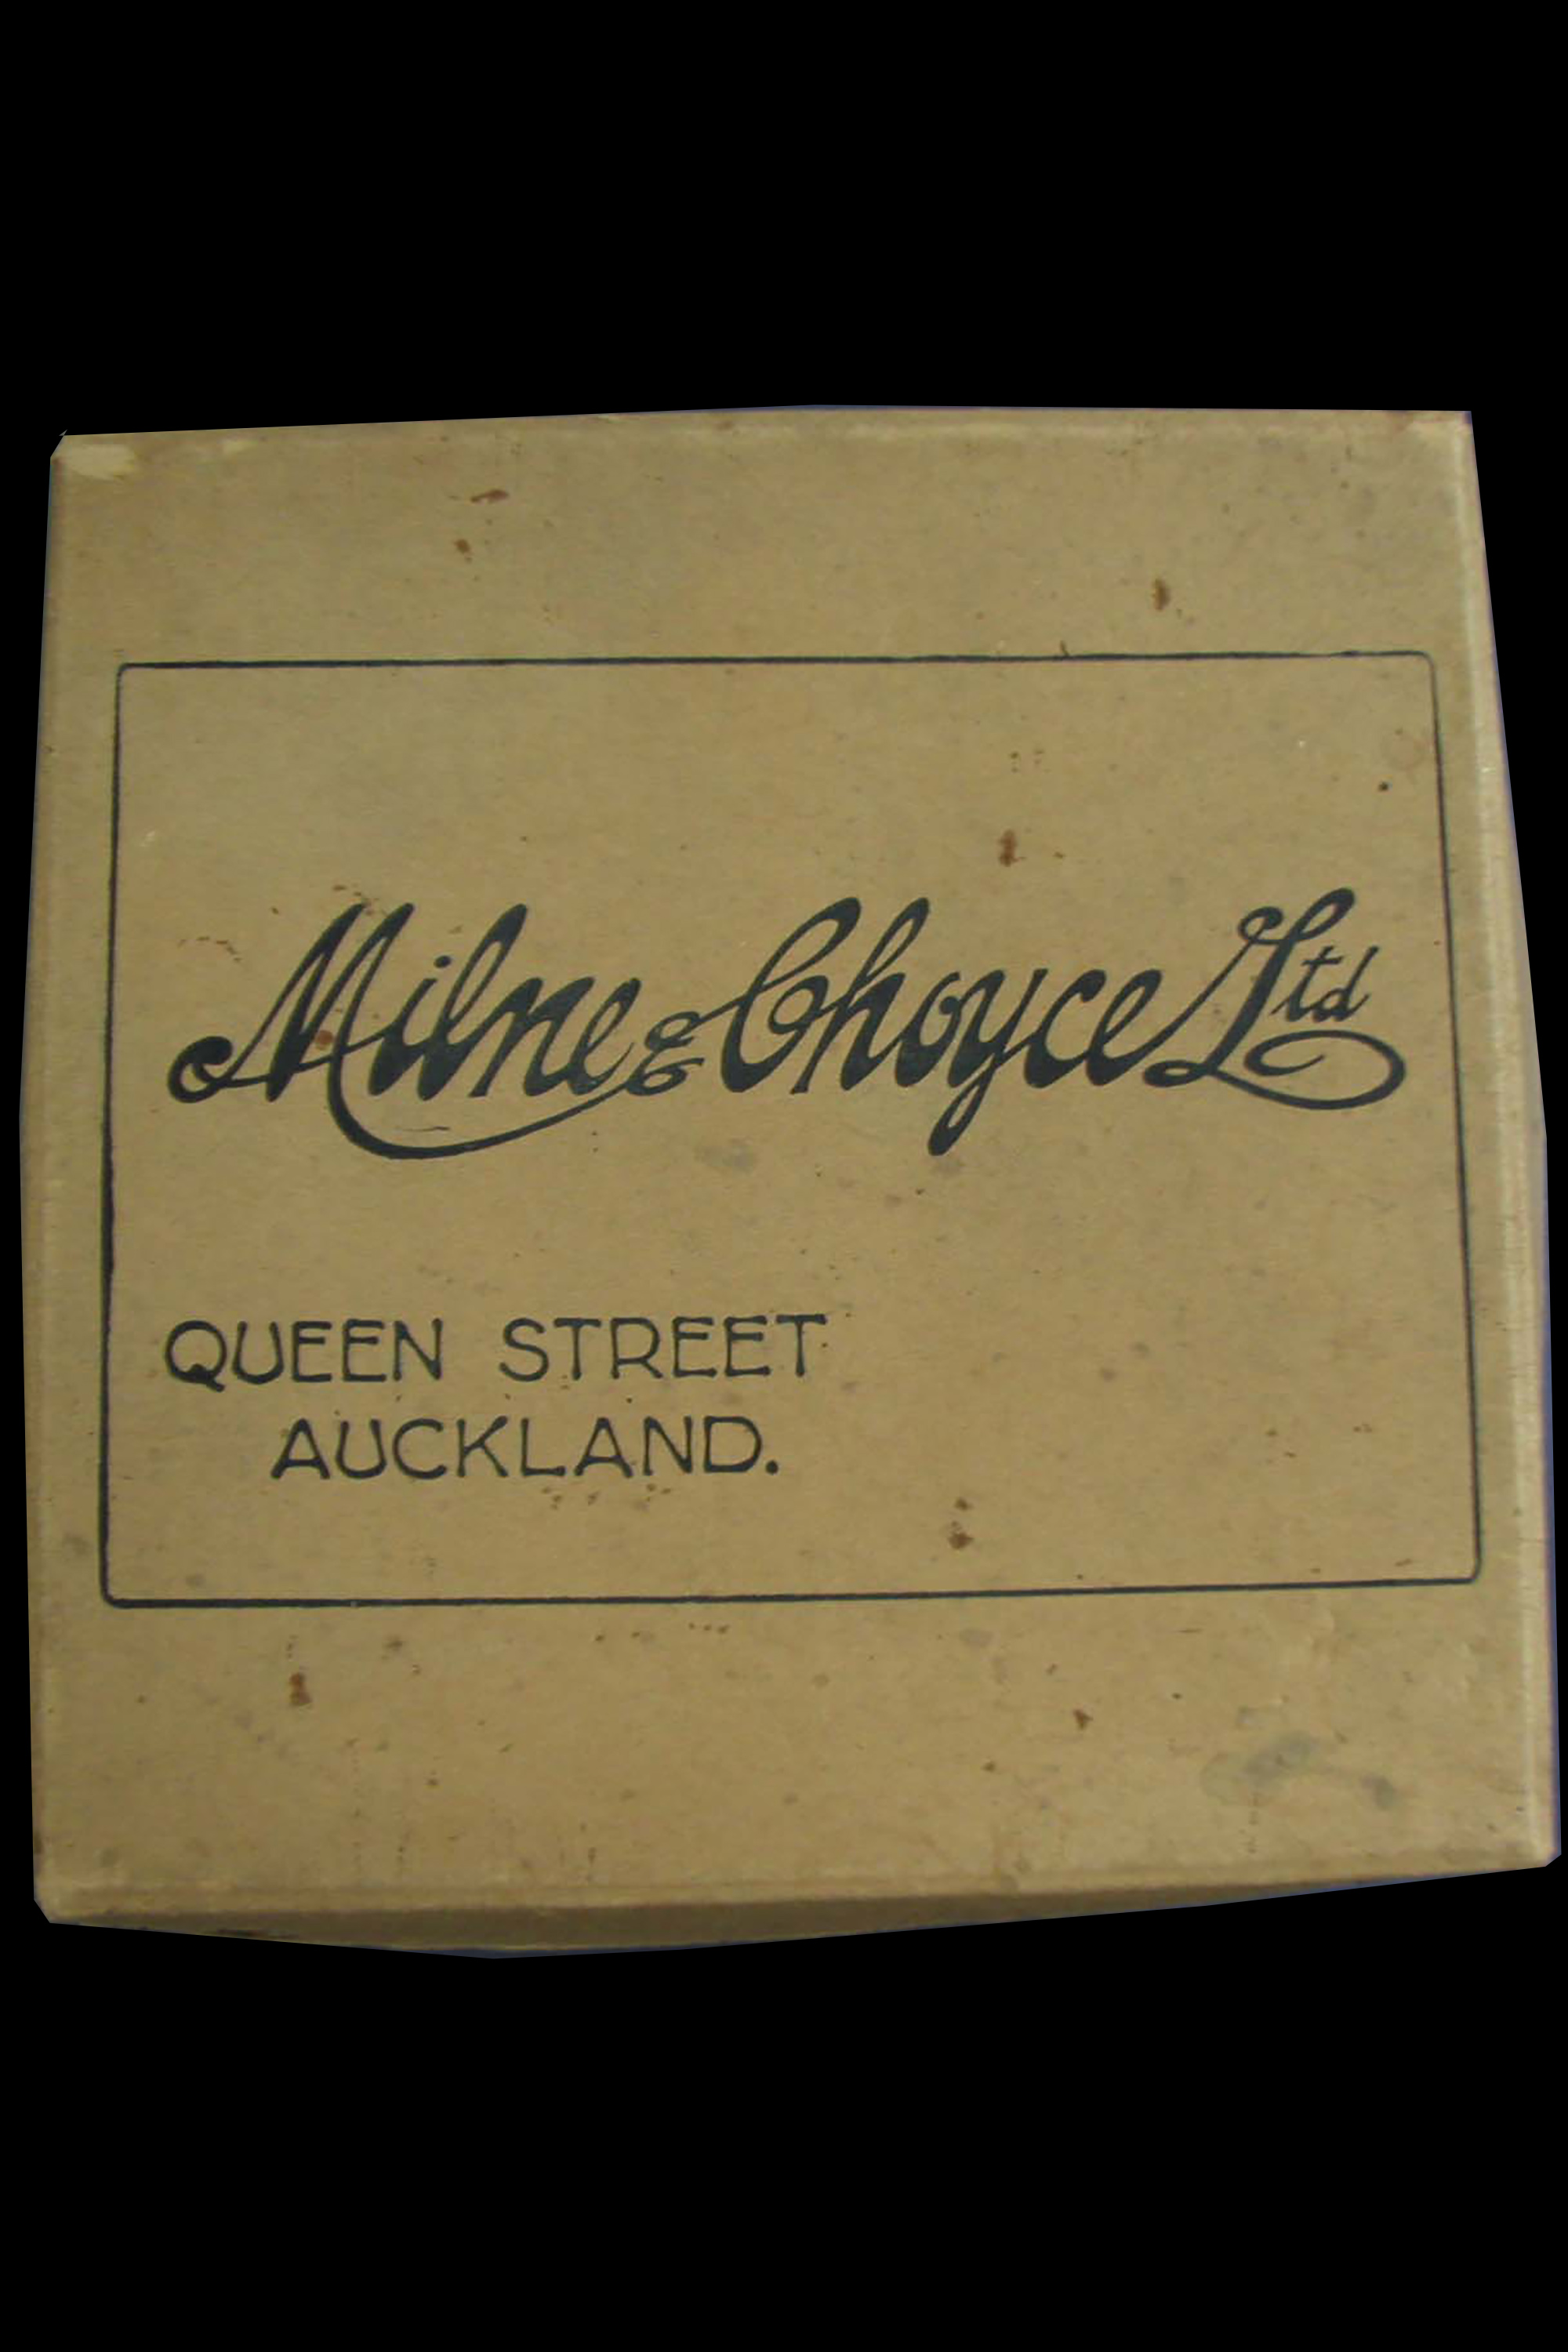 Milne & Choyce Ltd
QUEEN STREET
AUCKLAND.